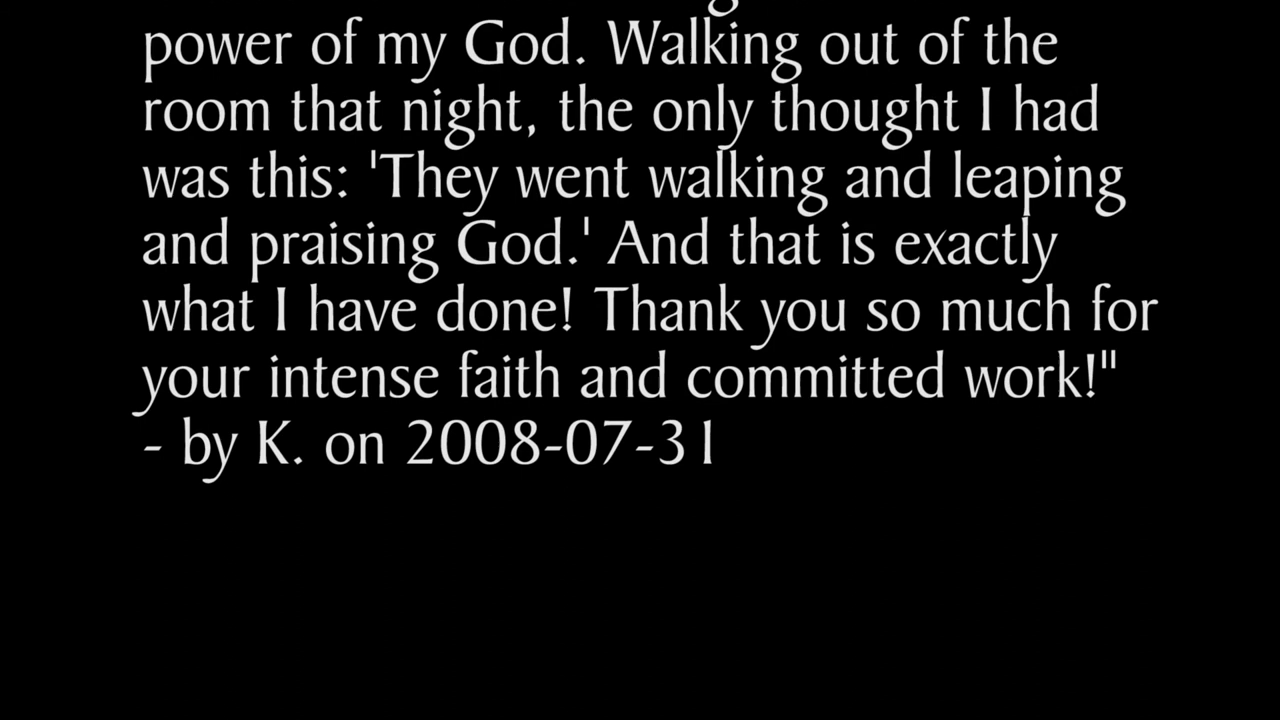 power of my God. Walking out of the
room that night, the only thought I had
was this: 'They went walking and leaping
and praising God.' And that is exactly
what I have done! Thank you so much for
your intense faith and committed work!"
- by K. on 2008-07-31